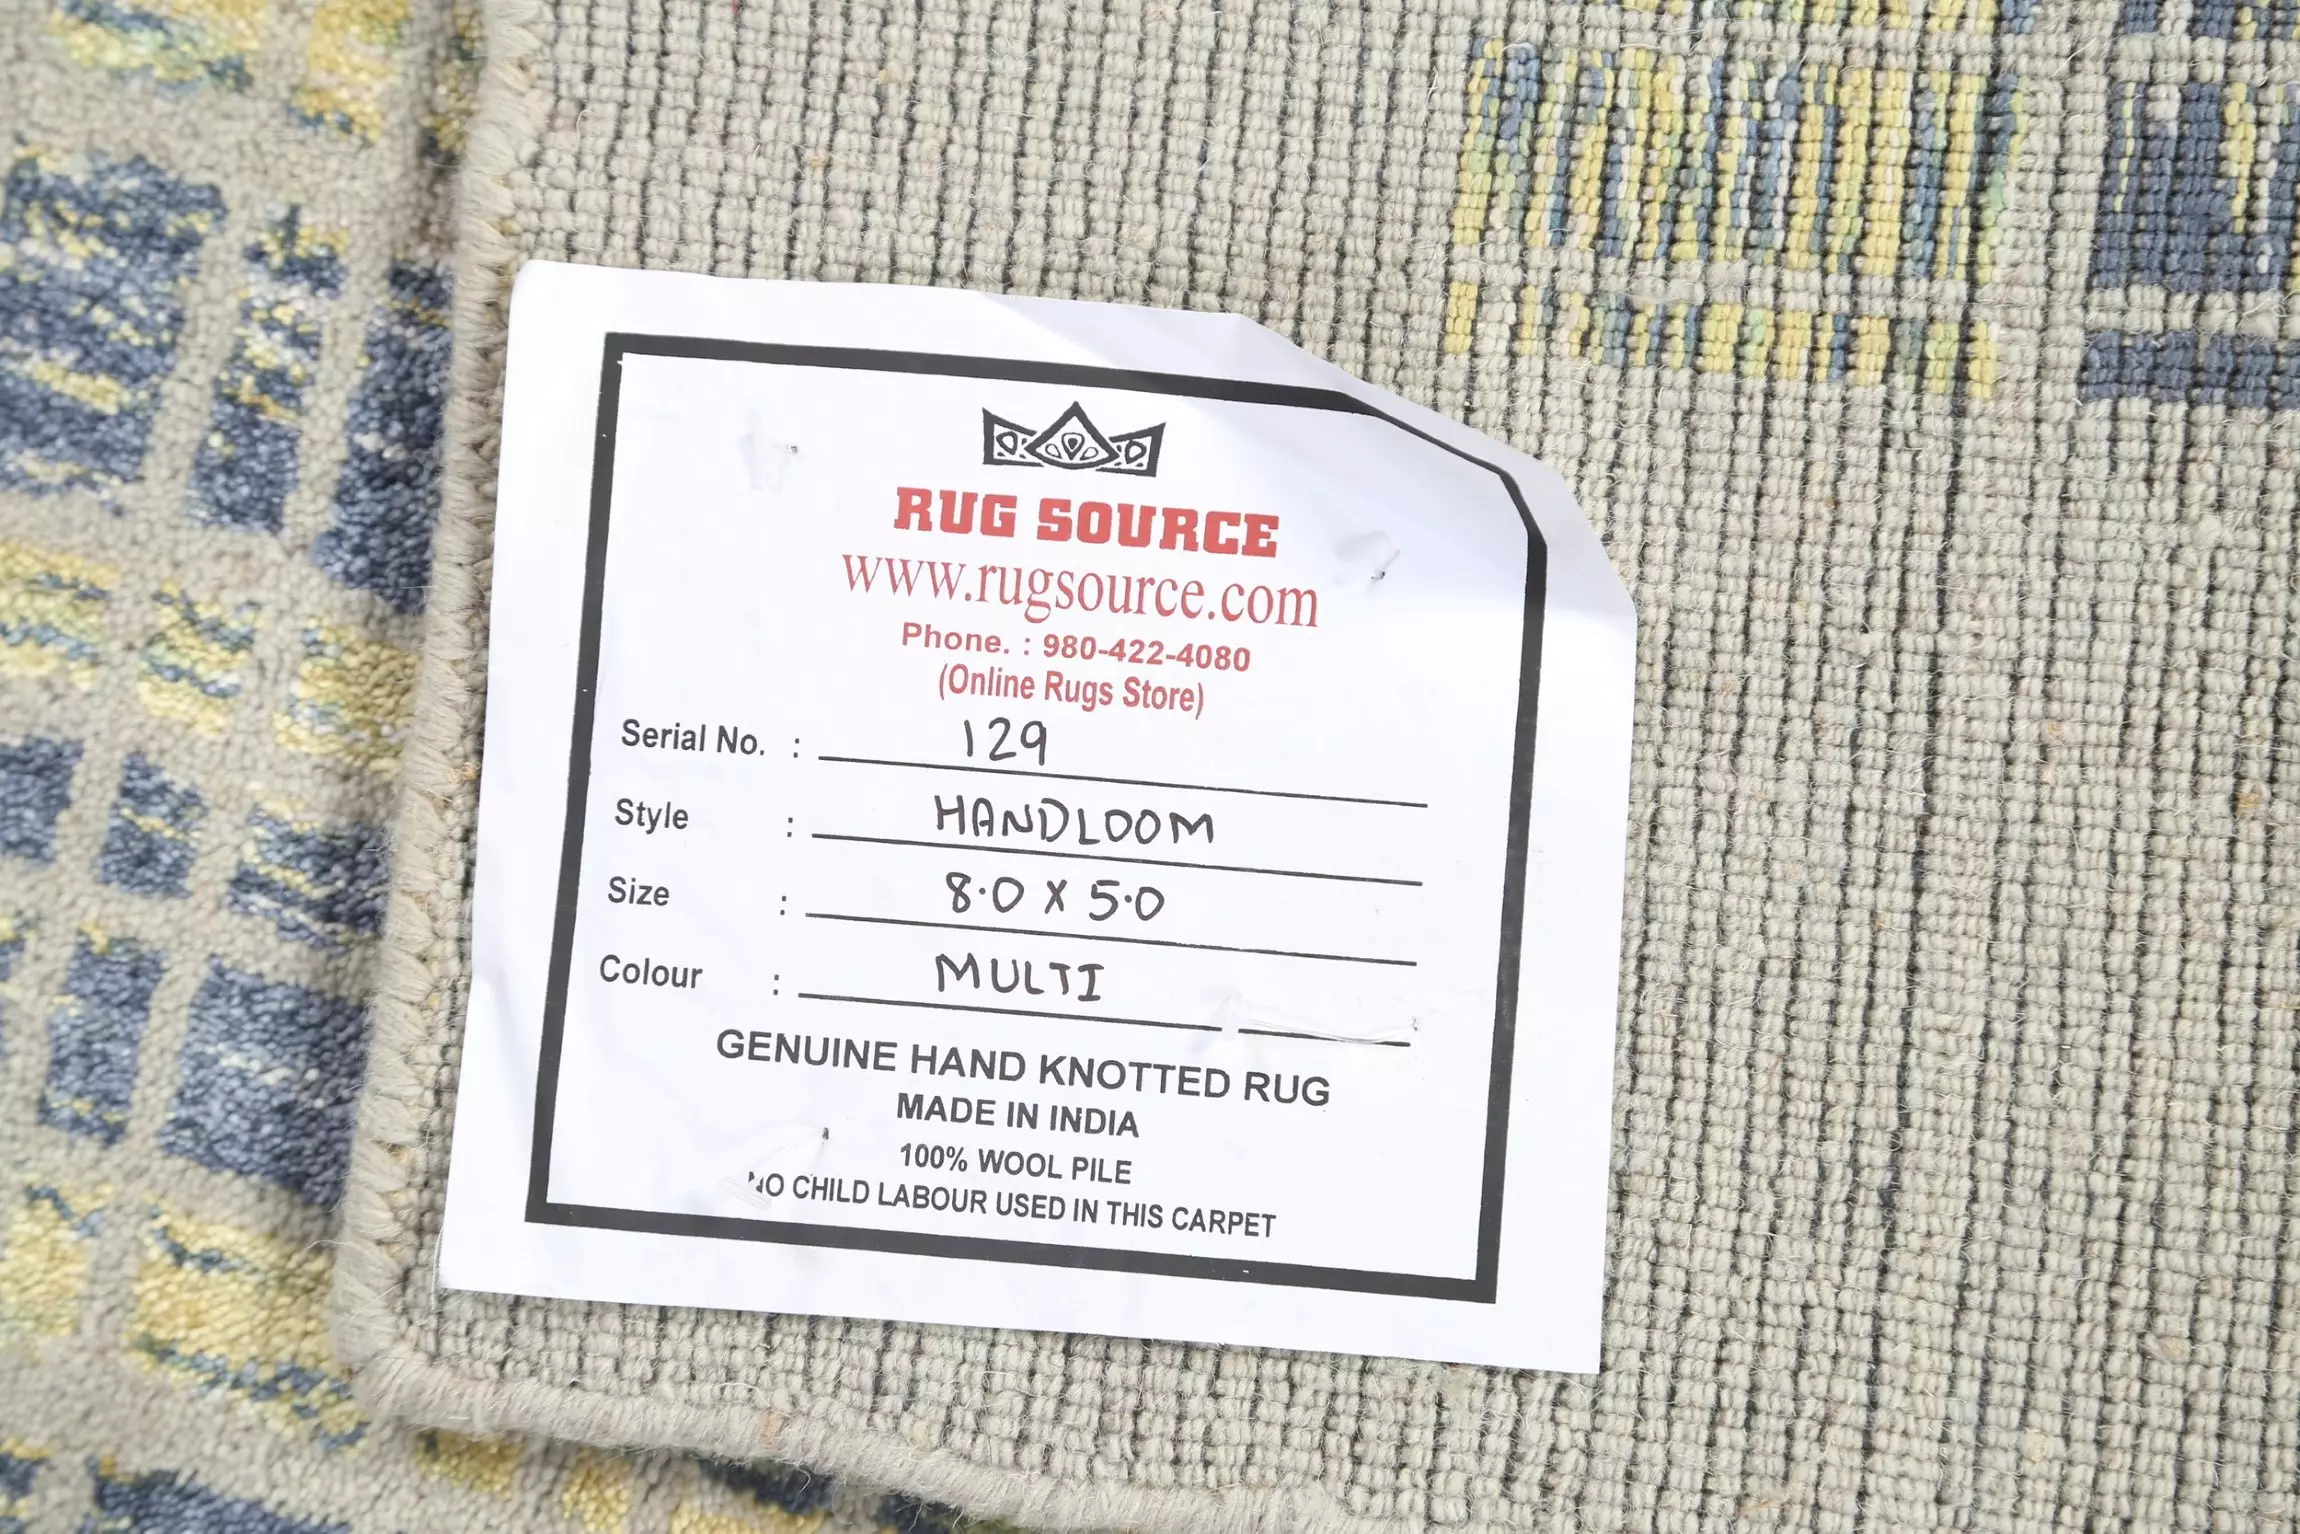 RUG SOURCE
www.rugsource.com
Phone. : 980-422-4080
(Online Rugs Store)
Serial No. : 129
Style : HANDLOOM
Size : 8.0 X 5.0
Colour : MULTI
GENUINE HAND KNOTTED RUG
MADE IN INDIA
100% WOOL PILE
NO CHILD LABOUR USED IN THIS CARPET